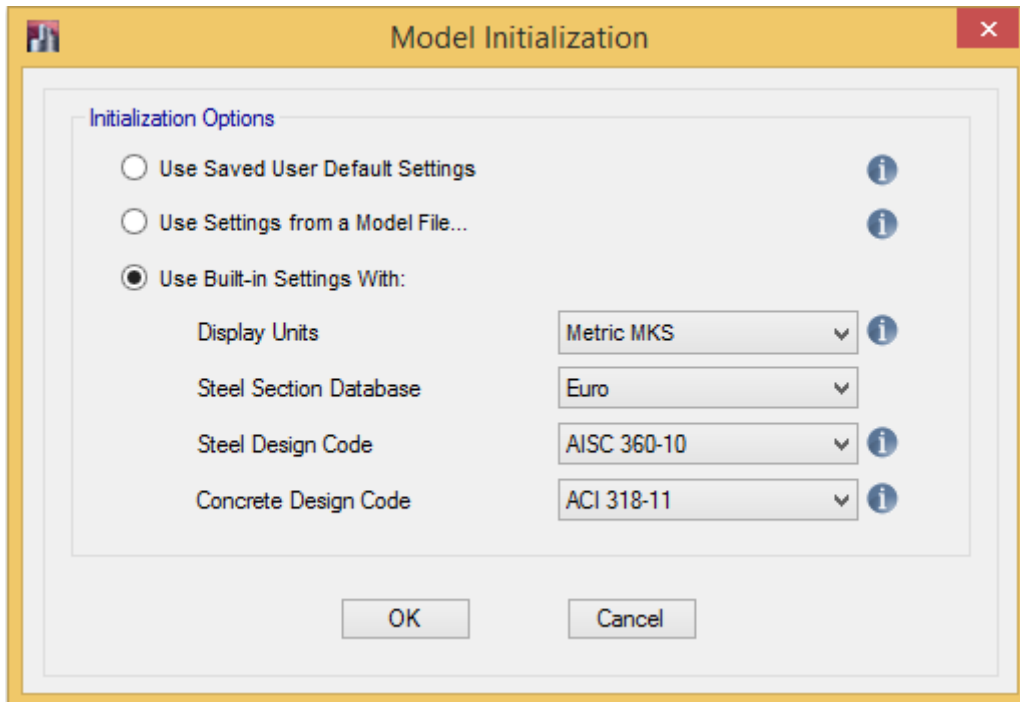 Model Initialization
Initialization Options
Use Saved User Default Settings
Use Settings from a Model File...
Use Built-in Settings With:
Display Units Metric MKS
Steel Section Database Euro
Steel Design Code AISC 360-10
Concrete Design Code ACI 318-11
OK Cancel